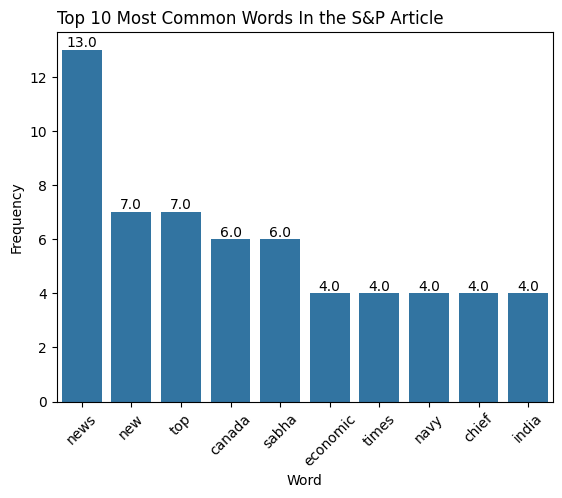 Top 10 Most Common Words In the S&P Article
13.0
7.0
7.0
6.0
6.0
4.0
4.0
4.0
4.0
4.0
Frequency
12
10
8
6
4
2
0
news
new
top
canada
sabha
economic
times
navy
chief
india
Word